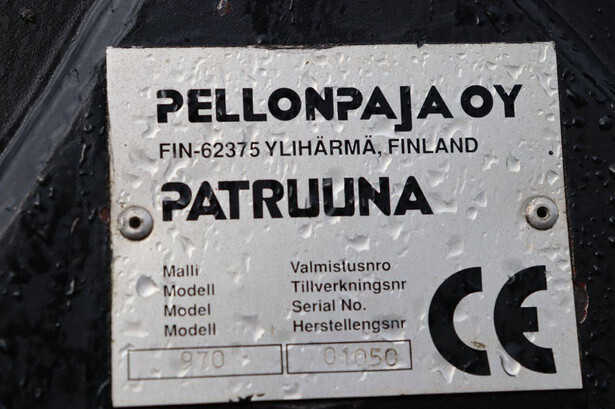 PELLONPAJA OY
FIN-62375 YLIHÄRMÄ, FINLAND
PATRUUNA
Malli Valmistusnro
Modell Tillverkningsnr
Model Serial No.
Modell Herstellengsnr
970 01050
CE